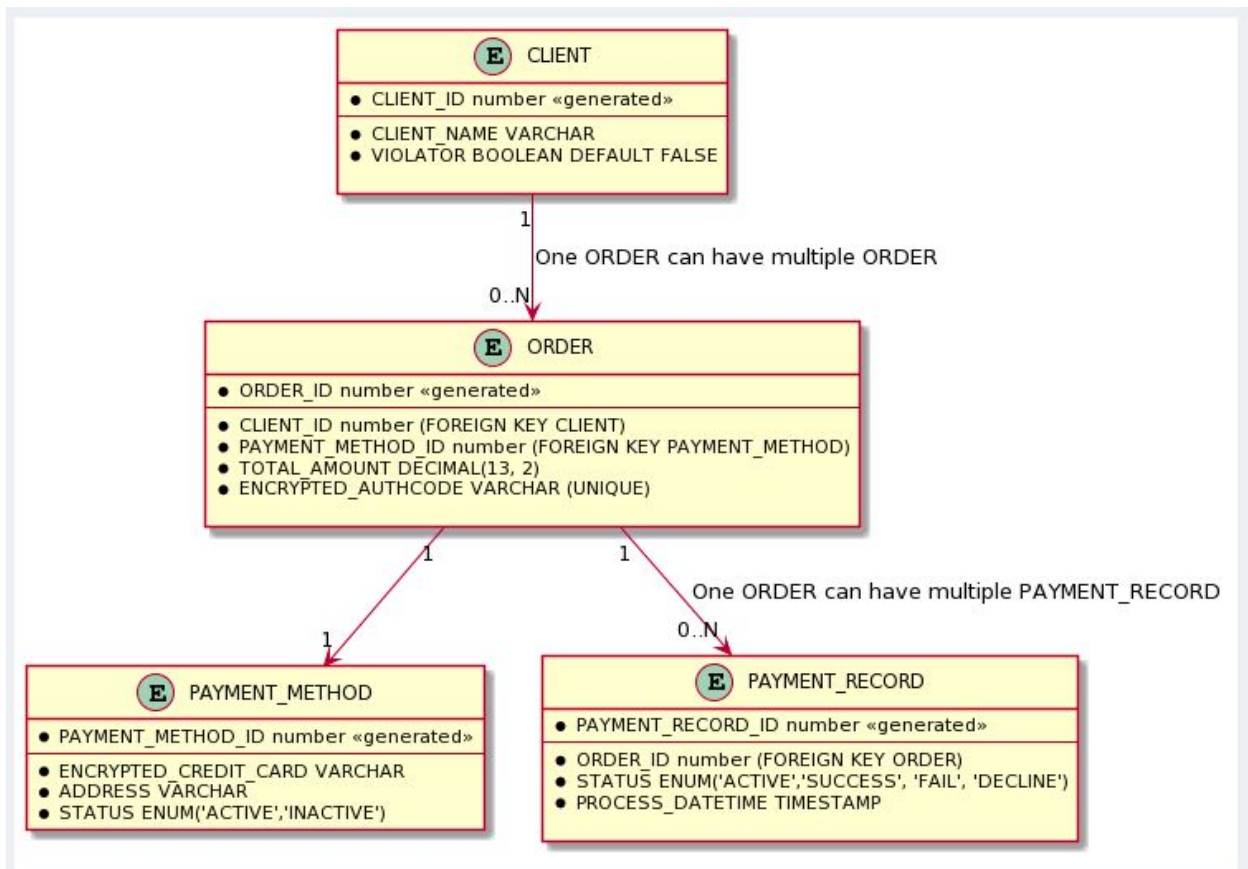 E CLIENT
CLIENT_ID number «generated»
CLIENT_NAME VARCHAR
VIOLATOR BOOLEAN DEFAULT FALSE
1
One ORDER can have multiple ORDER
0..N
E ORDER
ORDER_ID number «generated»
CLIENT_ID number (FOREIGN KEY CLIENT)
PAYMENT_METHOD_ID number (FOREIGN KEY PAYMENT_METHOD)
TOTAL_AMOUNT DECIMAL(13, 2)
ENCRYPTED_AUTHCODE VARCHAR (UNIQUE)
1
1
One ORDER can have multiple PAYMENT_RECORD
1
0..N
E PAYMENT_METHOD
PAYMENT_METHOD_ID number «generated»
ENCRYPTED_CREDIT_CARD VARCHAR
ADDRESS VARCHAR
STATUS ENUM('ACTIVE','INACTIVE')
E PAYMENT_RECORD
PAYMENT_RECORD_ID number «generated»
ORDER_ID number (FOREIGN KEY ORDER)
STATUS ENUM('ACTIVE','SUCCESS', 'FAIL', 'DECLINE')
PROCESS_DATETIME TIMESTAMP